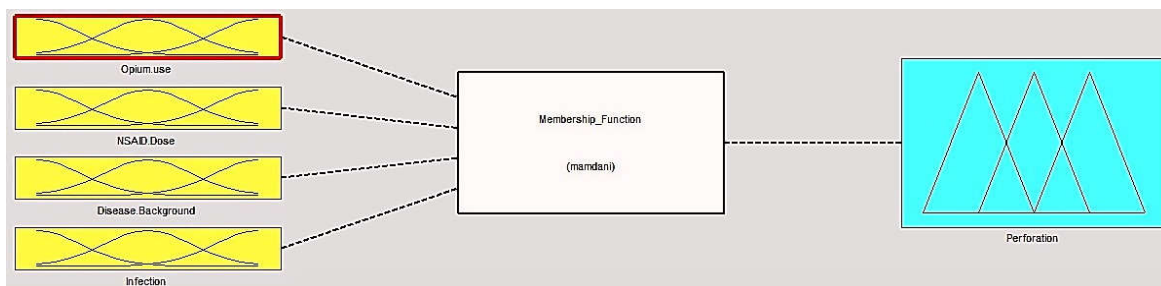 Opium.use
NSAID.Dose
Disease.Background
Infection
Membership_Function
(mamdani)
Perforation